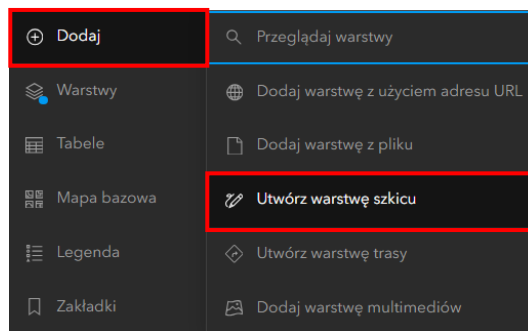 Dodaj
Warstwy
Tabele
Mapa bazowa
Legenda
Zakładki
Przeglądaj warstwy
Dodaj warstwę z użyciem adresu URL
Dodaj warstwę z pliku
Utwórz warstwę szkicu
Utwórz warstwę trasy
Dodaj warstwę multimediów